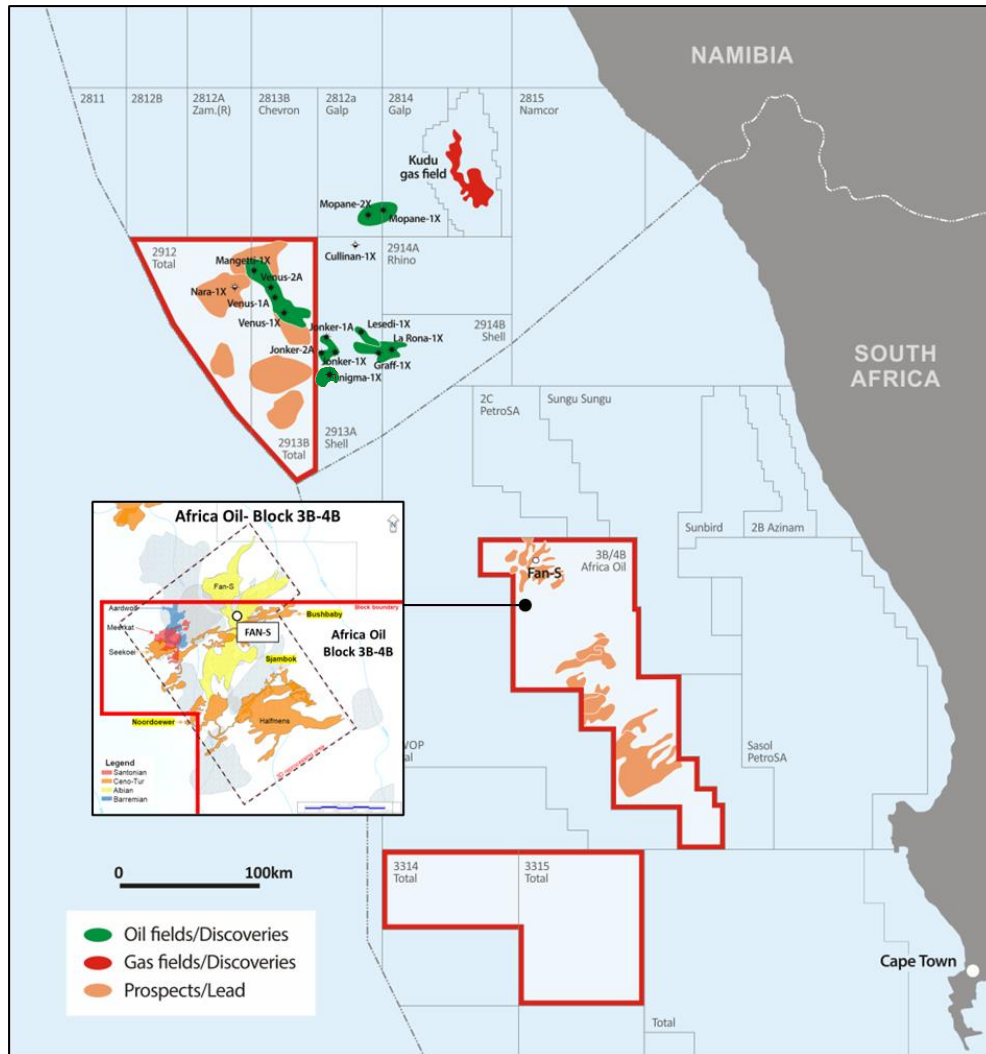 NAMIBIA
2811
2812B
2812A
Zam.(R)
2813B
Chevron
2812a
Galp
2814
Galp
2815
Namcor
Kudu
gas field
Mopane-2X
Mopane-1X
Cullinan-1X
2914A
Rhino
2912
Total
Mangetti-1X
Venus-2A
Nara-1X
Venus-1A
Venus-1X
Jonker-1A
Lesedi-1X
La Rona-1X
2914B
Shell
Jonker-2A
Jonker-1X
Graff-1X
Enigma-1X
SOUTH
AFRICA
2913B
Total
2913A
Shell
2C
PetroSA
Sungu Sungu
Sunbird
2B Azinam
3B/4B
Africa Oil
Fan-S
Africa Oil- Block 3B-4B
N
Fan-S
Aardwolf
Block boundary
Bushbaby
Meerkat
FAN-S
Africa Oil
Block 3B-4B
Seekoei
Sjambok
Noordoewer
Halfmens
Legend
Santonian
Ceno-Tur
Albian
Barremian
Sasol
PetroSA
0
100km
3314
Total
3315
Total
Oil fields/Discoveries
Gas fields/Discoveries
Prospects/Lead
Cape Town
Total